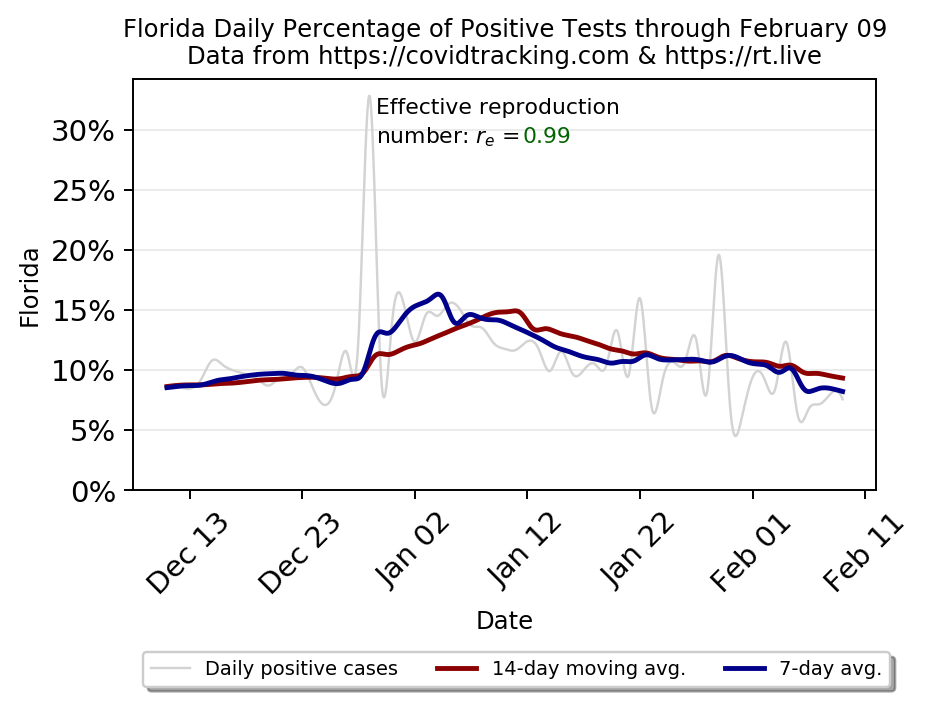 Florida Daily Percentage of Positive Tests through February 09
Data from https://covidtracking.com & https://rt.live
Effective reproduction
number: rₑ =0.99
30%
25%
20%
15%
10%
5%
0%
Florida
Dec 13
Dec 23
Jan 02
Jan 12
Jan 22
Feb 01
Feb 11
Date
Daily positive cases
14-day moving avg.
7-day avg.